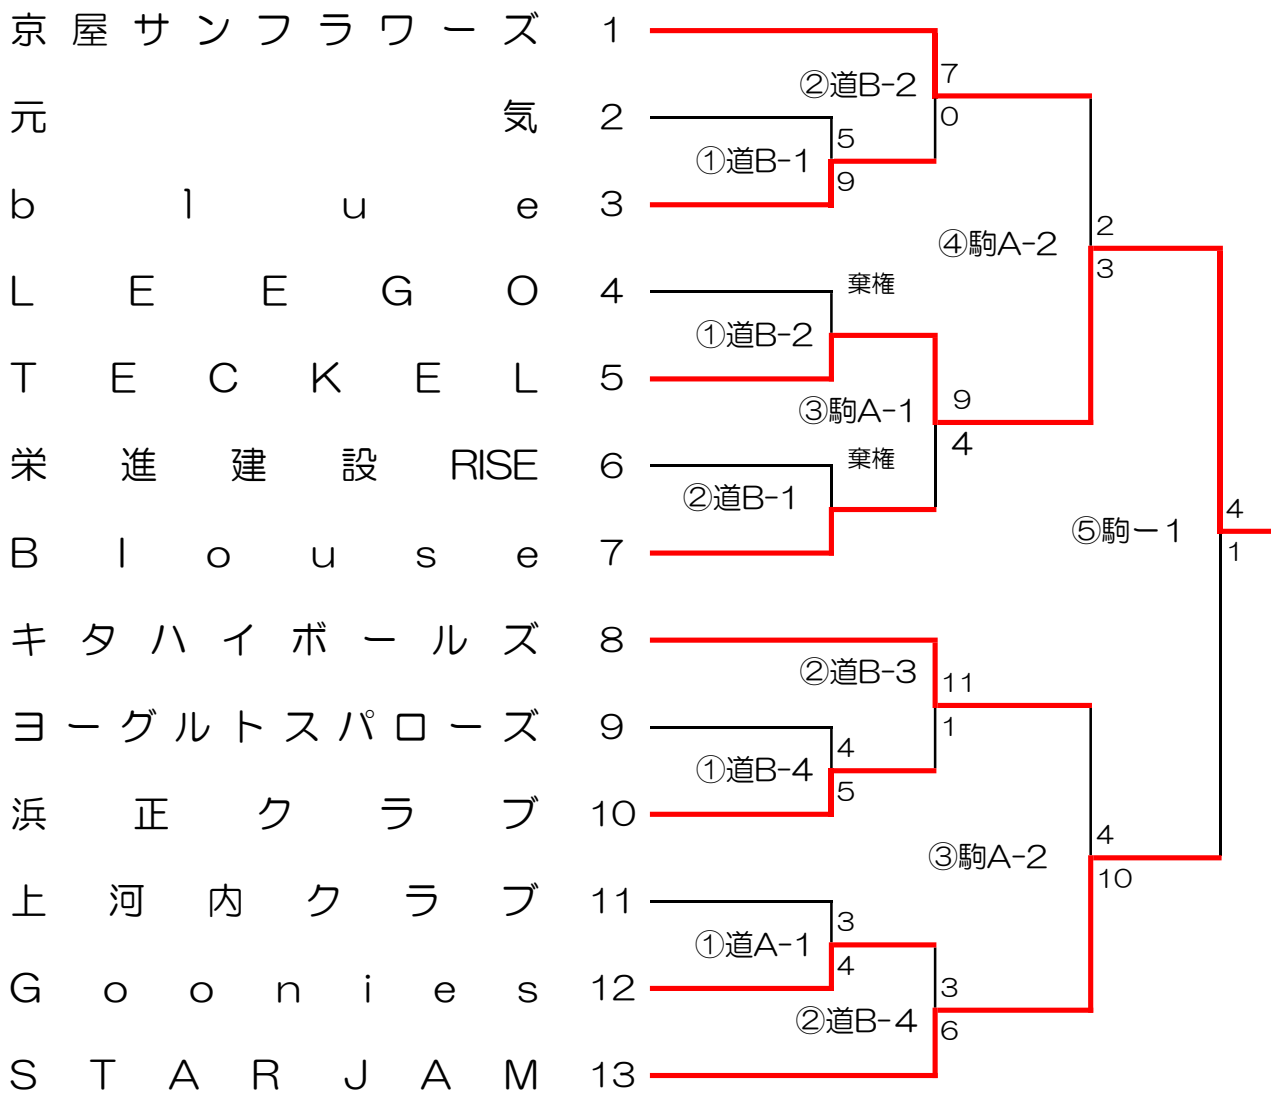 京屋サンフラワーズ 1
7
②道B-2
元気 2
0
5
①道B-1
9
blue 3
2
④駒A-2
3
LEEGO 4
棄権
①道B-2
TECKEL 5
9
③駒A-1
4
栄進建設RISE 6
棄権
②道B-1
4
⑤駒ー1
1
Blouse 7
キタハイボールズ 8
②道B-3
11
1
ヨーグルトスパローズ 9
4
①道B-4
5
浜正クラブ 10
4
③駒A-2
10
上河内クラブ 11
3
①道A-1
4
Goonies 12
3
②道B-4
6
STARJAM 13